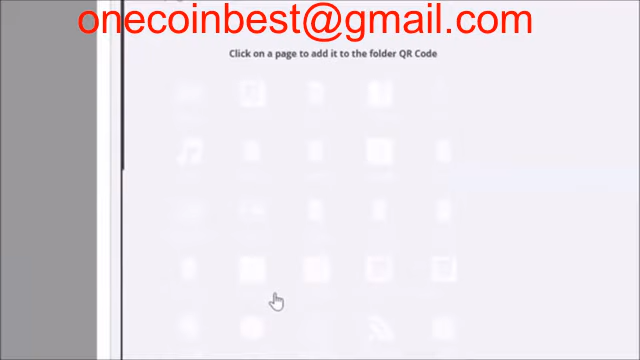 onecoinbest@gmail.com
Click on a page to add it to the folder QR Code